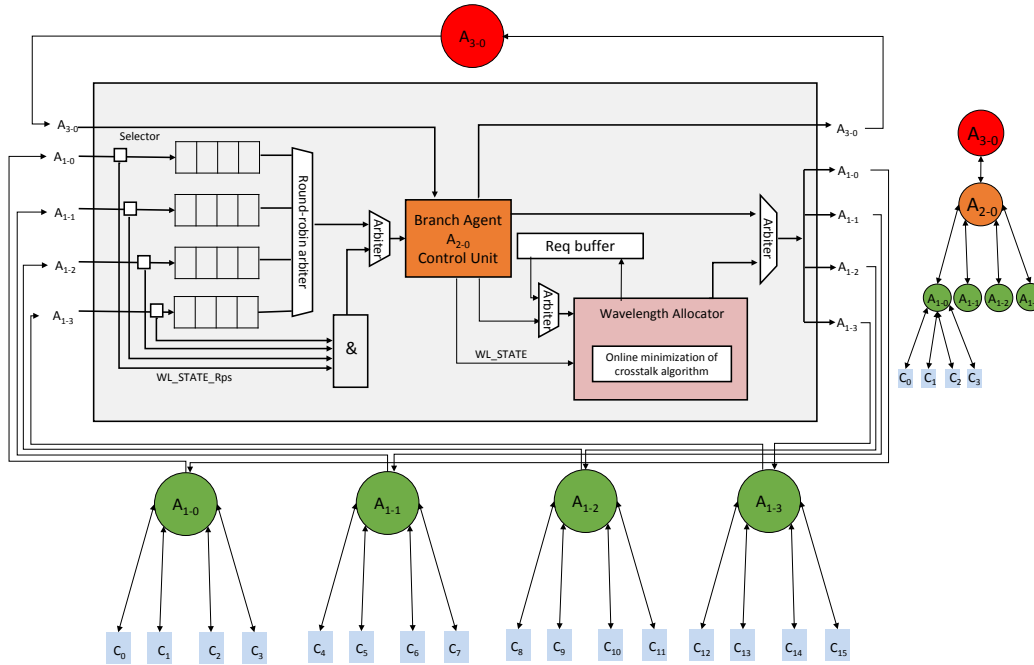 A3-0
A3-0
Selector
A1-0
A1-1
A1-2
A1-3
Round-robin arbiter
Arbiter
Branch Agent
A2-0
Control Unit
Req buffer
Arbiter
Arbiter
Wavelength Allocator
Online minimization of
crosstalk algorithm
WL_STATE
&
WL_STATE_Rps
A3-0
A1-0
A1-1
A1-2
A1-3
A3-0
A2-0
A1-0
A1-1
A1-2
A1-
C0
C1
C2
C3
A1-0
A1-1
A1-2
A1-3
C0
C1
C2
C3
C4
C5
C6
C7
C8
C9
C10
C11
C12
C13
C14
C15